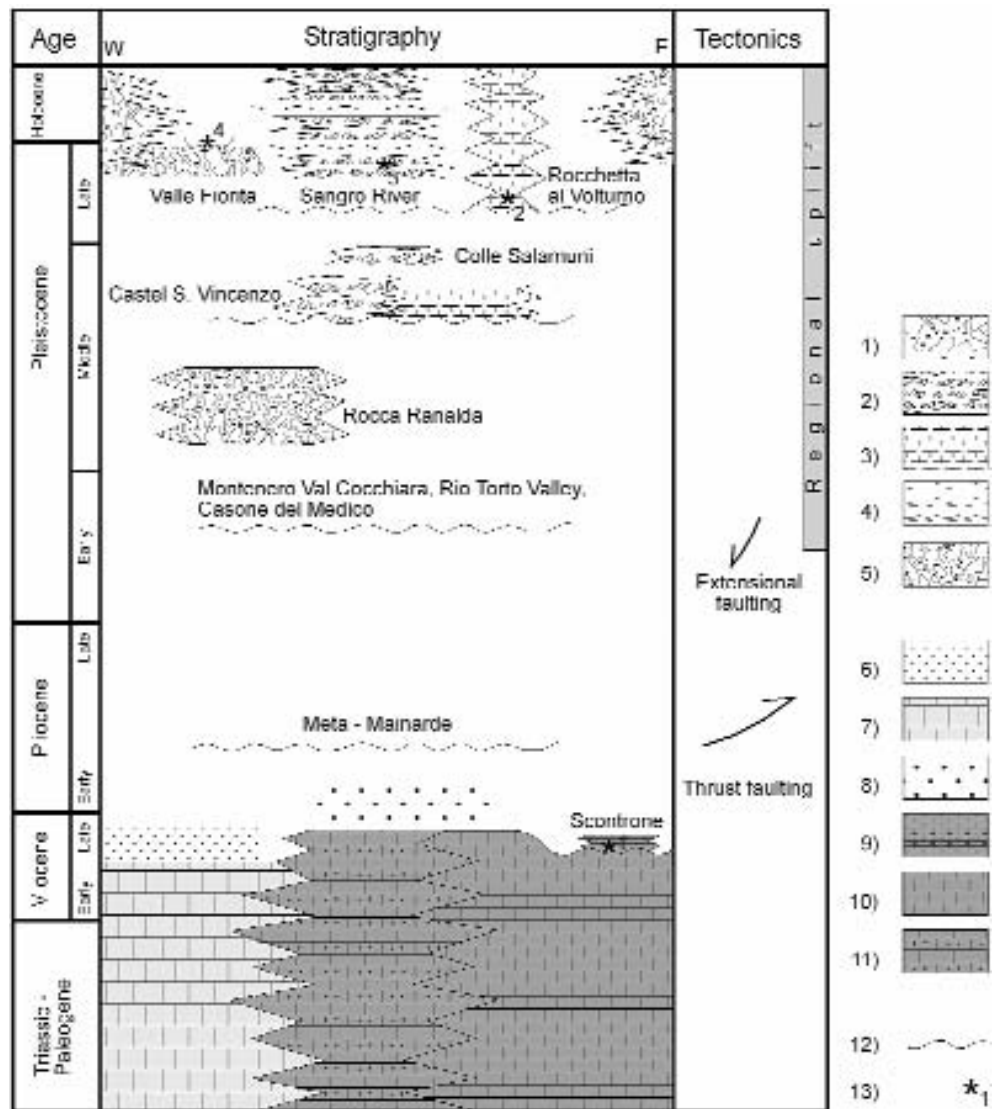 Age
W
Stratigraphy
F
Tectonics
Holocene
4
3
2
Valle Fiorita
Sangro River
Rocchetta
al Volturno
Late
Colle Salamuni
Castel S. Vincenzo
Pleistocene
Middle
Rocca Ranalda
Regional
Montenero Val Cocchiara, Rio Torto Valley,
Casone del Medico
Early
Extensional
faulting
Late
Pliocene
Meta - Mainarde
Early
Thrust faulting
Scontrone
Late
Early
Triassic -
Paleogene
1)
2)
3)
4)
5)
6)
7)
8)
9)
10)
11)
12)
13)
*1